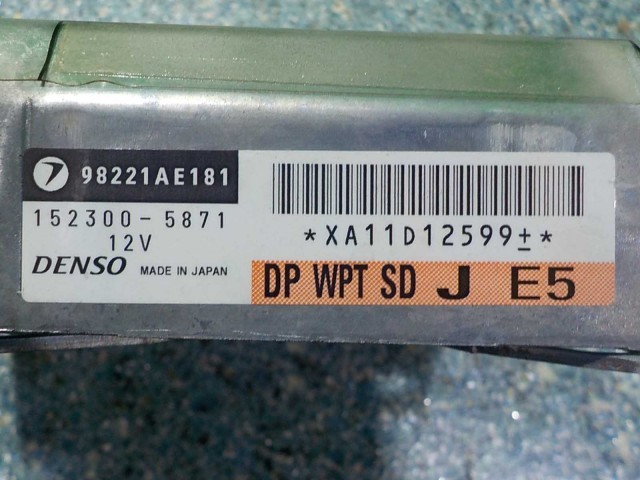 98221AE181
152300-5871
12V
DENSO MADE IN JAPAN
*XA11D12599±*
DP WPT SD J E5